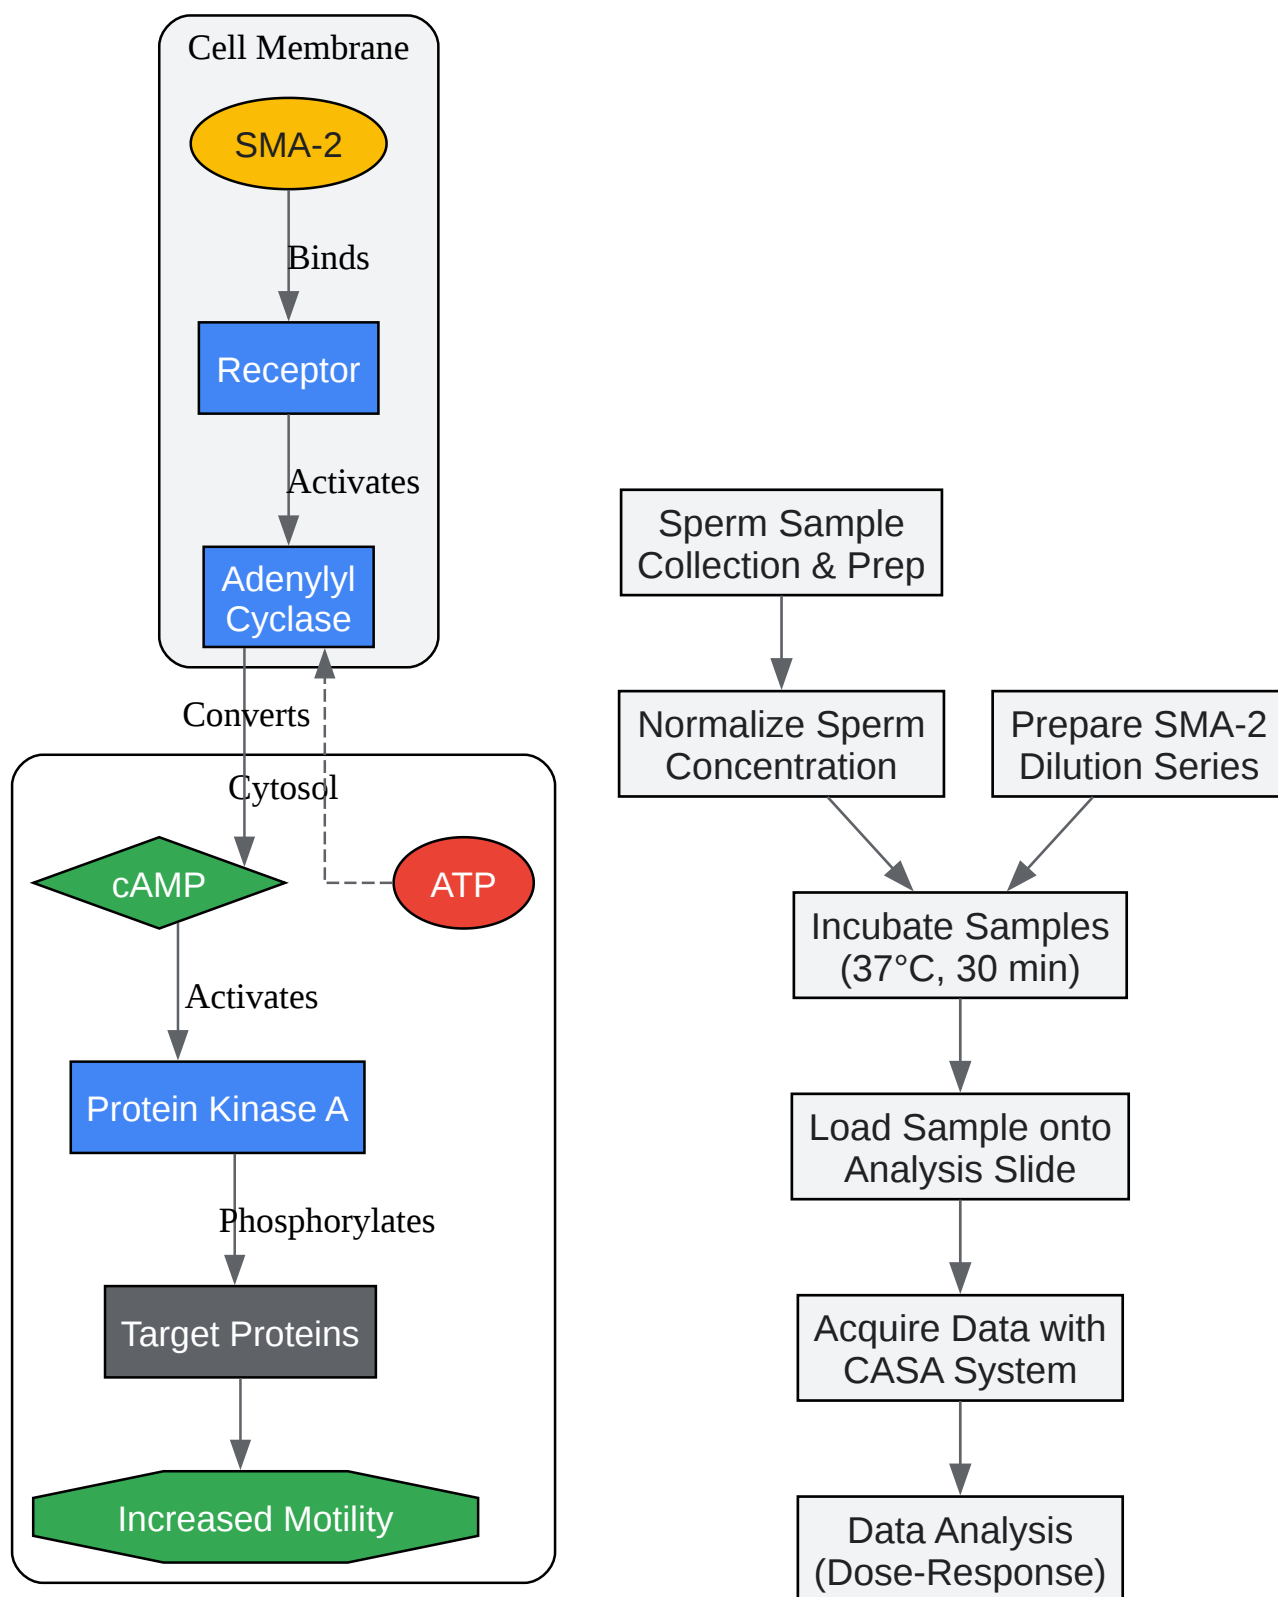 Cell Membrane
SMA-2
Binds
Receptor
Activates
Adenylyl
Cyclase
Converts
Cytosol
cAMP
ATP
Activates
Protein Kinase A
Phosphorylates
Target Proteins
Increased Motility
Sperm Sample
Collection & Prep
Normalize Sperm
Concentration
Prepare SMA-2
Dilution Series
Incubate Samples
(37°C, 30 min)
Load Sample onto
Analysis Slide
Acquire Data with
CASA System
Data Analysis
(Dose-Response)